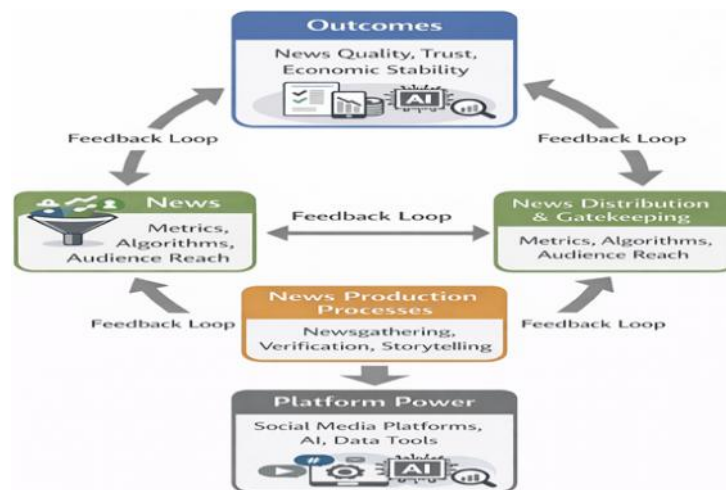 Outcomes
News Quality, Trust,
Economic Stability
AI
Feedback Loop
Feedback Loop
News
Metrics,
Algorithms,
Audience Reach
Feedback Loop
News Distribution
& Gatekeeping
Metrics, Algorithms,
Audience Reach
News Production
Processes
Newsgathering,
Verification, Storytelling
Feedback Loop
Feedback Loop
Platform Power
Social Media Platforms,
AI, Data Tools
#
AI